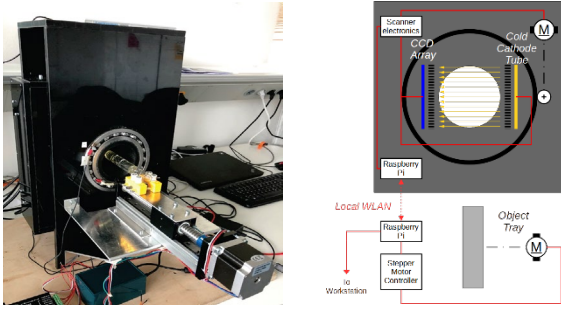 Scanner
electronics
M
CCD
Array
Cold
Cathode
Tube
+
Raspberry
Pi
Local WLAN
Raspberry
Pi
Object
Tray
M
Stepper
Motor
Controller
To
Workstation